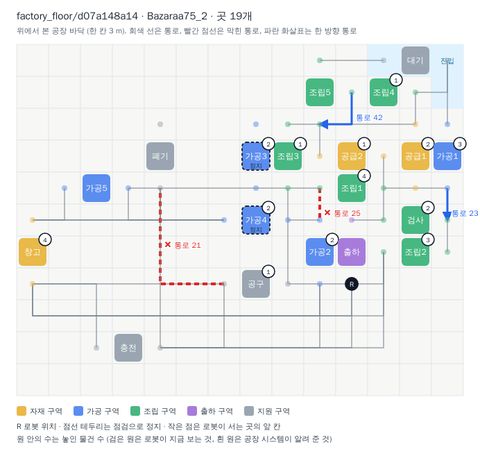 factory_floor/d07a148a14 · Bazaraa75_2 · 곳 19개
위에서 본 공장 바닥 (한 칸 3 m). 회색 선은 통로, 빨간 점선은 막힌 통로, 파란 화살표는 한 방향 통로
대기
진입
조립5
조립4
1
통로 42
폐기
가공3
2
정지
조립3
1
공급2
1
공급1
2
가공1
3
가공5
조립1
4
가공4
2
정지
통로 25
검사
2
통로 23
창고
4
통로 21
가공2
2
출하
조립2
3
공구
1
R
충전
자재 구역
가공 구역
조립 구역
출하 구역
지원 구역
R 로봇 위치 · 점선 테두리는 점검으로 정지 · 작은 점은 로봇이 서는 곳의 앞 칸
원 안의 수는 놓인 물건 수 (검은 원은 로봇이 지금 보는 것, 흰 원은 공장 시스템이 알려 준 것)